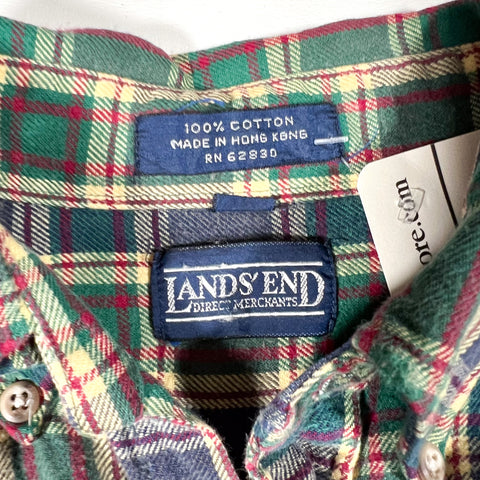 100% COTTON
MADE IN HONG KONG
RN 62830
LANDS' END
DIRECT MERCHANTS
ore.com